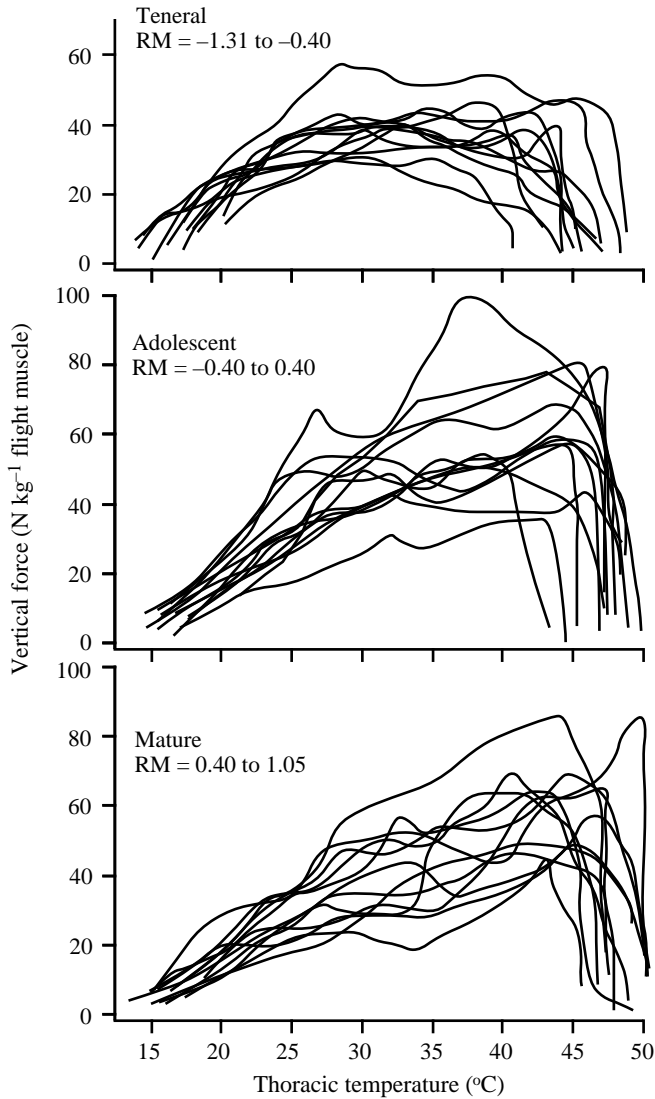 Teneral
RM = –1.31 to –0.40
60
40
20
0
100
Adolescent
RM = –0.40 to 0.40
80
60
40
20
0
Vertical force (N kg⁻¹ flight muscle)
100
Mature
RM = 0.40 to 1.05
80
60
40
20
0
15 20 25 30 35 40 45 50
Thoracic temperature (ºC)